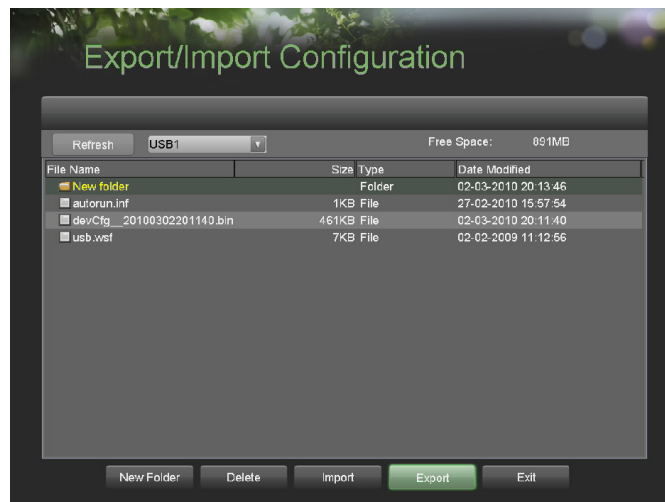 Export/Import Configuration
Refresh USB1 Free Space: 891MB
File Name Size Type Date Modified
New folder Folder 02-03-2010 20:13:46
autorun.inf 1KB File 27-02-2010 15:57:54
devCfg__20100302201140.bin 461KB File 02-03-2010 20:11:40
usb.wsf 7KB File 02-02-2009 11:12:56
New Folder Delete Import Export Exit